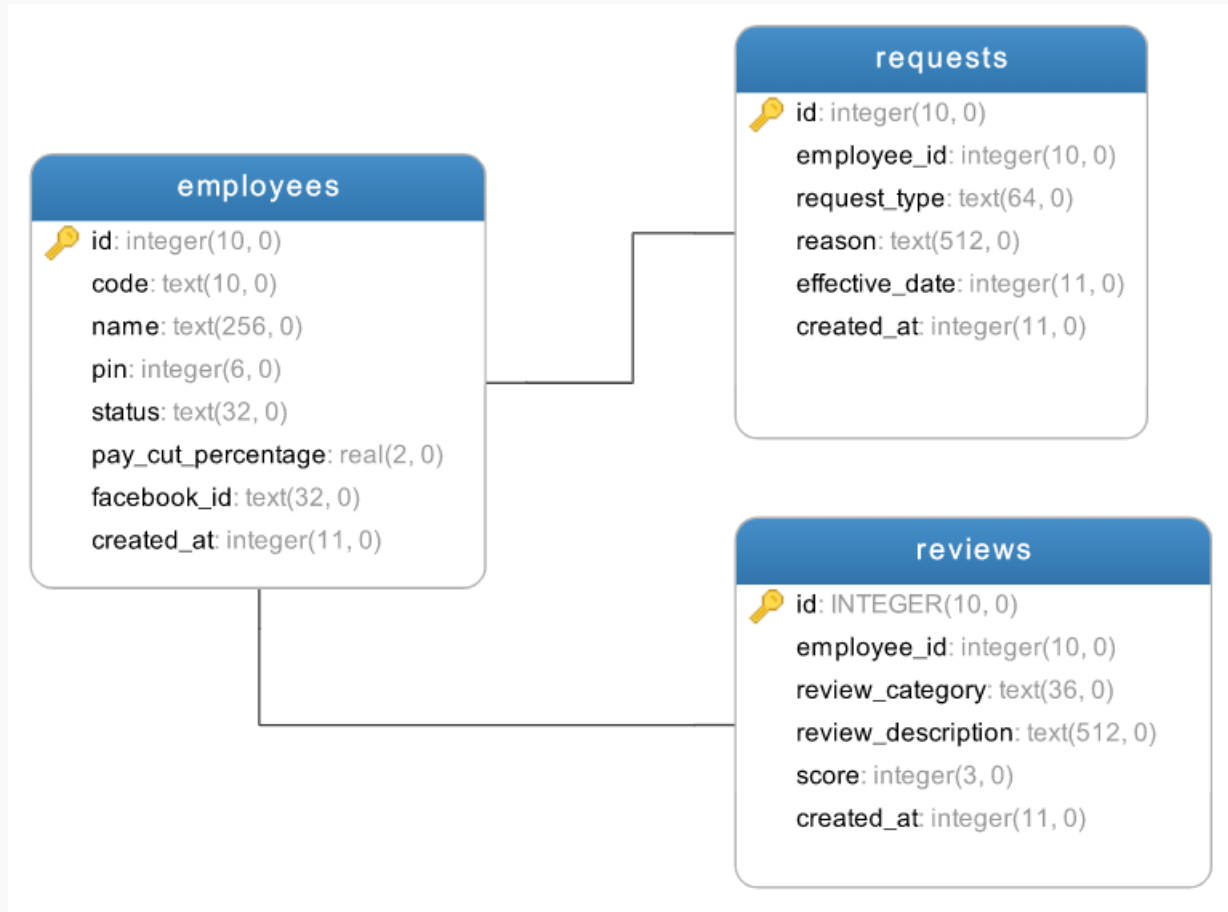 employees
id: integer(10, 0)
code: text(10, 0)
name: text(256, 0)
pin: integer(6, 0)
status: text(32, 0)
pay_cut_percentage: real(2, 0)
facebook_id: text(32, 0)
created_at: integer(11, 0)
requests
id: integer(10, 0)
employee_id: integer(10, 0)
request_type: text(64, 0)
reason: text(512, 0)
effective_date: integer(11, 0)
created_at: integer(11, 0)
reviews
id: INTEGER(10, 0)
employee_id: integer(10, 0)
review_category: text(36, 0)
review_description: text(512, 0)
score: integer(3, 0)
created_at: integer(11, 0)